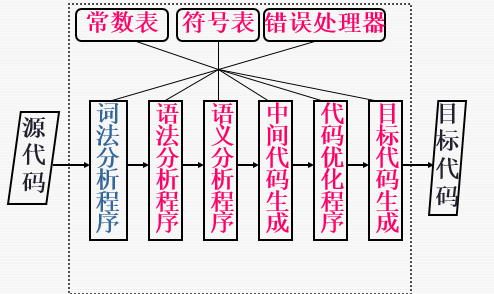 常数表
符号表
错误处理器
源代码
词法分析程序
语法分析程序
语义分析程序
中间代码生成
代码优化程序
目标代码生成
目标代码